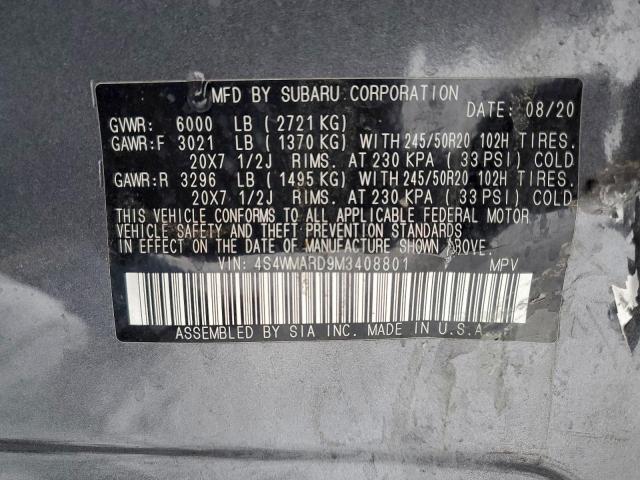 MFD BY SUBARU CORPORATION
DATE: 08/20
GVWR: 6000 LB ( 2721 KG)
GAWR:F 3021 LB ( 1370 KG) WITH 245/50R20 102H TIRES.
20X7 1/2J RIMS. AT 230 KPA ( 33 PSI) COLD
GAWR:R 3296 LB ( 1495 KG) WITH 245/50R20 102H TIRES.
20X7 1/2J RIMS. AT 230 KPA ( 33 PSI) COLD
THIS VEHICLE CONFORMS TO ALL APPLICABLE FEDERAL MOTOR
VEHICLE SAFETY AND THEFT PREVENTION STANDARDS
IN EFFECT ON THE DATE OF MANUFACTURE SHOWN ABOVE.
VIN: 4S4WMARD9M3408801 MPV
ASSEMBLED BY SIA INC. MADE IN U.S.A.